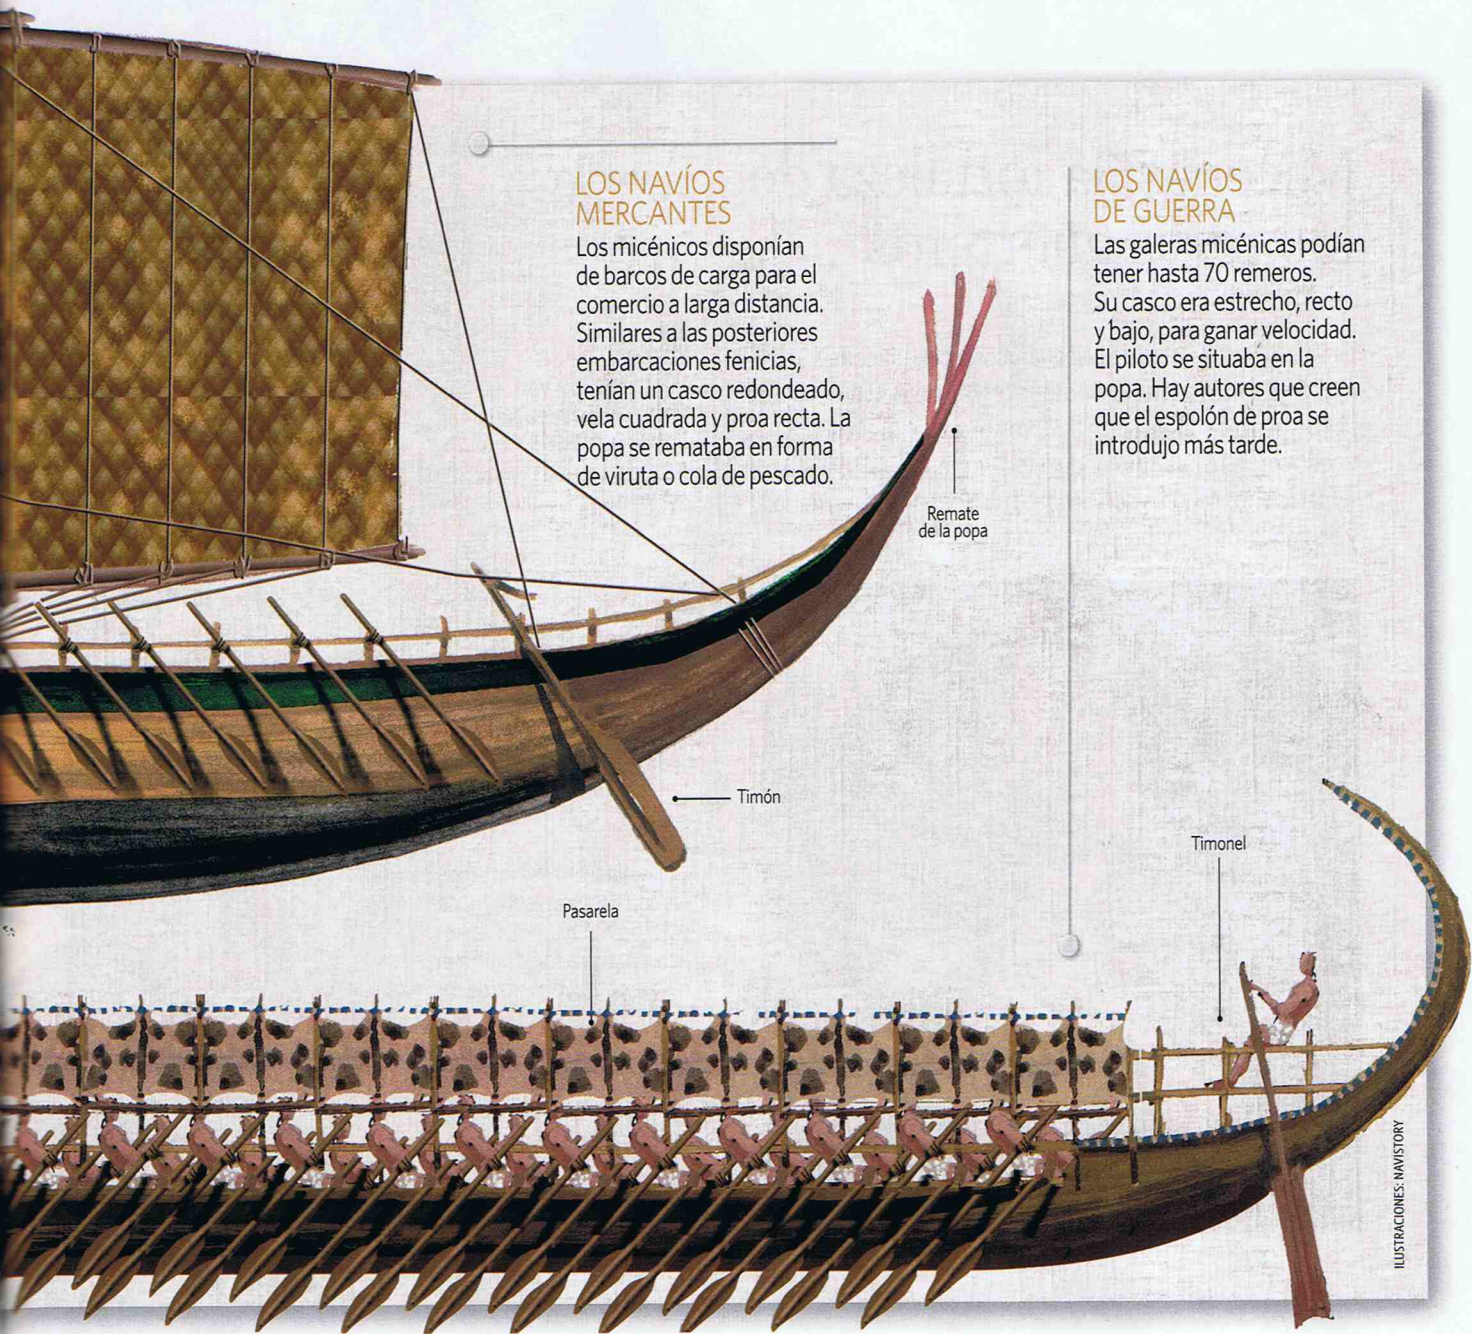 LOS NAVÍOS
MERCANTES
Los micénicos disponían
de barcos de carga para el
comercio a larga distancia.
Similares a las posteriores
embarcaciones fenicias,
tenían un casco redondeado,
vela cuadrada y proa recta. La
popa se remataba en forma
de viruta o cola de pescado.
LOS NAVÍOS
DE GUERRA
Las galeras micénicas podían
tener hasta 70 remeros.
Su casco era estrecho, recto
y bajo, para ganar velocidad.
El piloto se situaba en la
popa. Hay autores que creen
que el espolón de proa se
introdujo más tarde.
Remate
de la popa
Timón
Timonel
Pasarela
ILUSTRACIONES: NAVISTORY